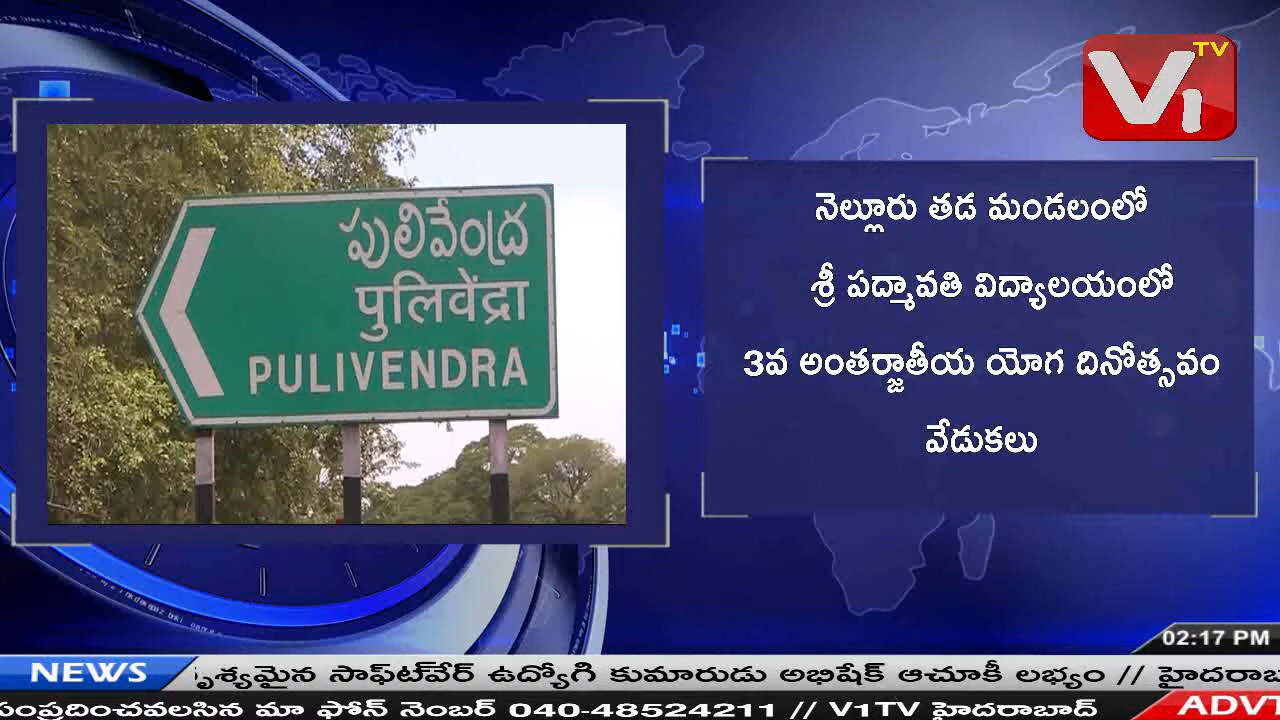 V1 TV
నెల్లూరు తడ మండలంలో
శ్రీ పద్మావతి విద్యాలయంలో
3వ అంతర్జాతీయ యోగ దినోత్సవం
వేడుకలు
పులివేంద్ర
पुलिवेंद्रा
PULIVENDRA
02:17 PM
NEWS సాఫ్ట్‌వేర్ ఉద్యోగి కుమారుడు అభిషేక్ ఆచూకీ లభ్యం // హైదరాబ
సంప్రదించవలసిన మా ఫోన్ నెంబర్ 040-48524211 // V1TV హైదరాబాద్ ADVT